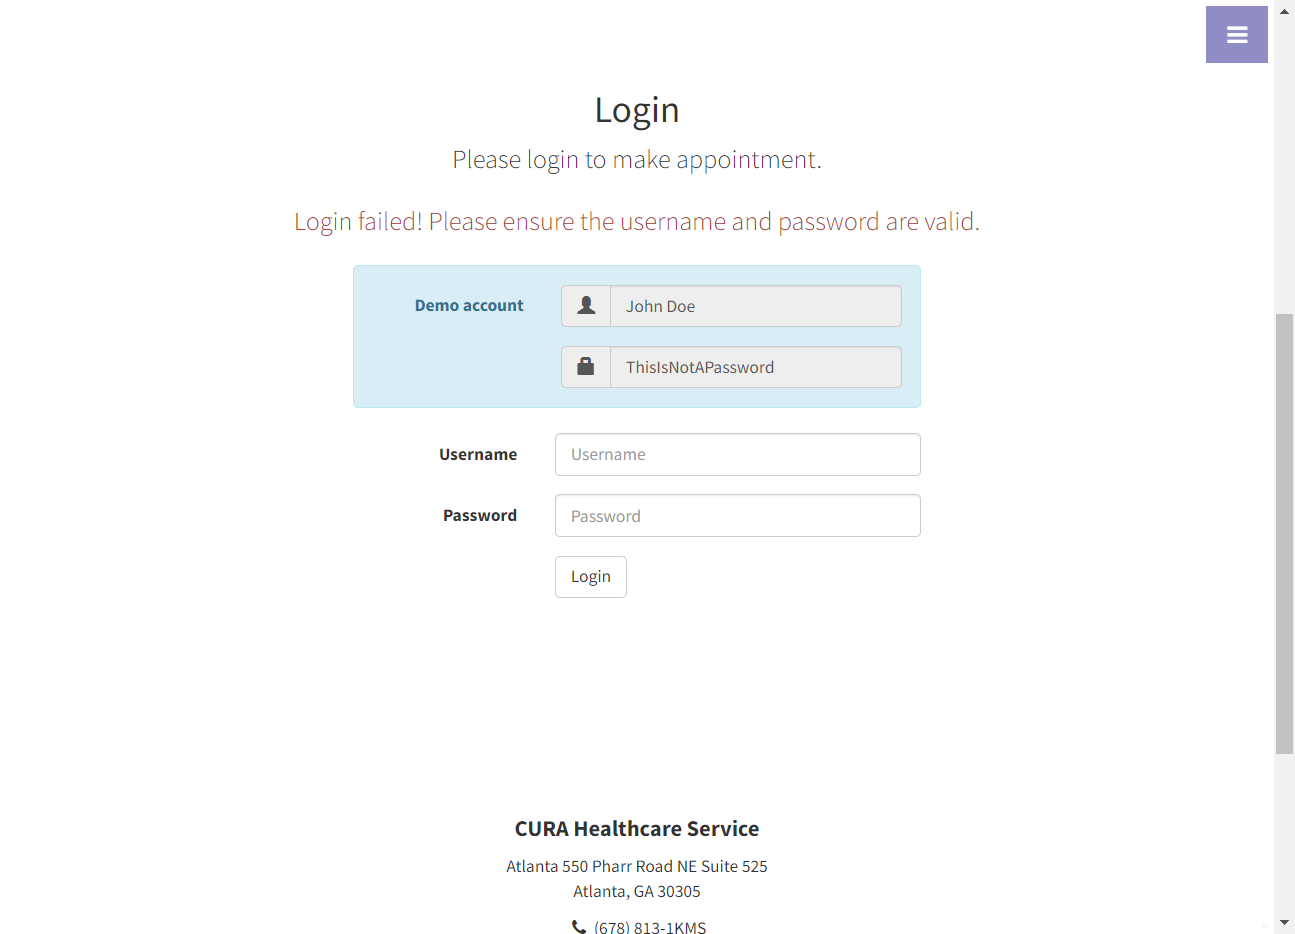 Login
Please login to make appointment.
Login failed! Please ensure the username and password are valid.
Demo account
John Doe
ThisIsNotAPassword
Username
Username
Password
Password
Login
CURA Healthcare Service
Atlanta 550 Pharr Road NE Suite 525
Atlanta, GA 30305
(678) 813-1KMS